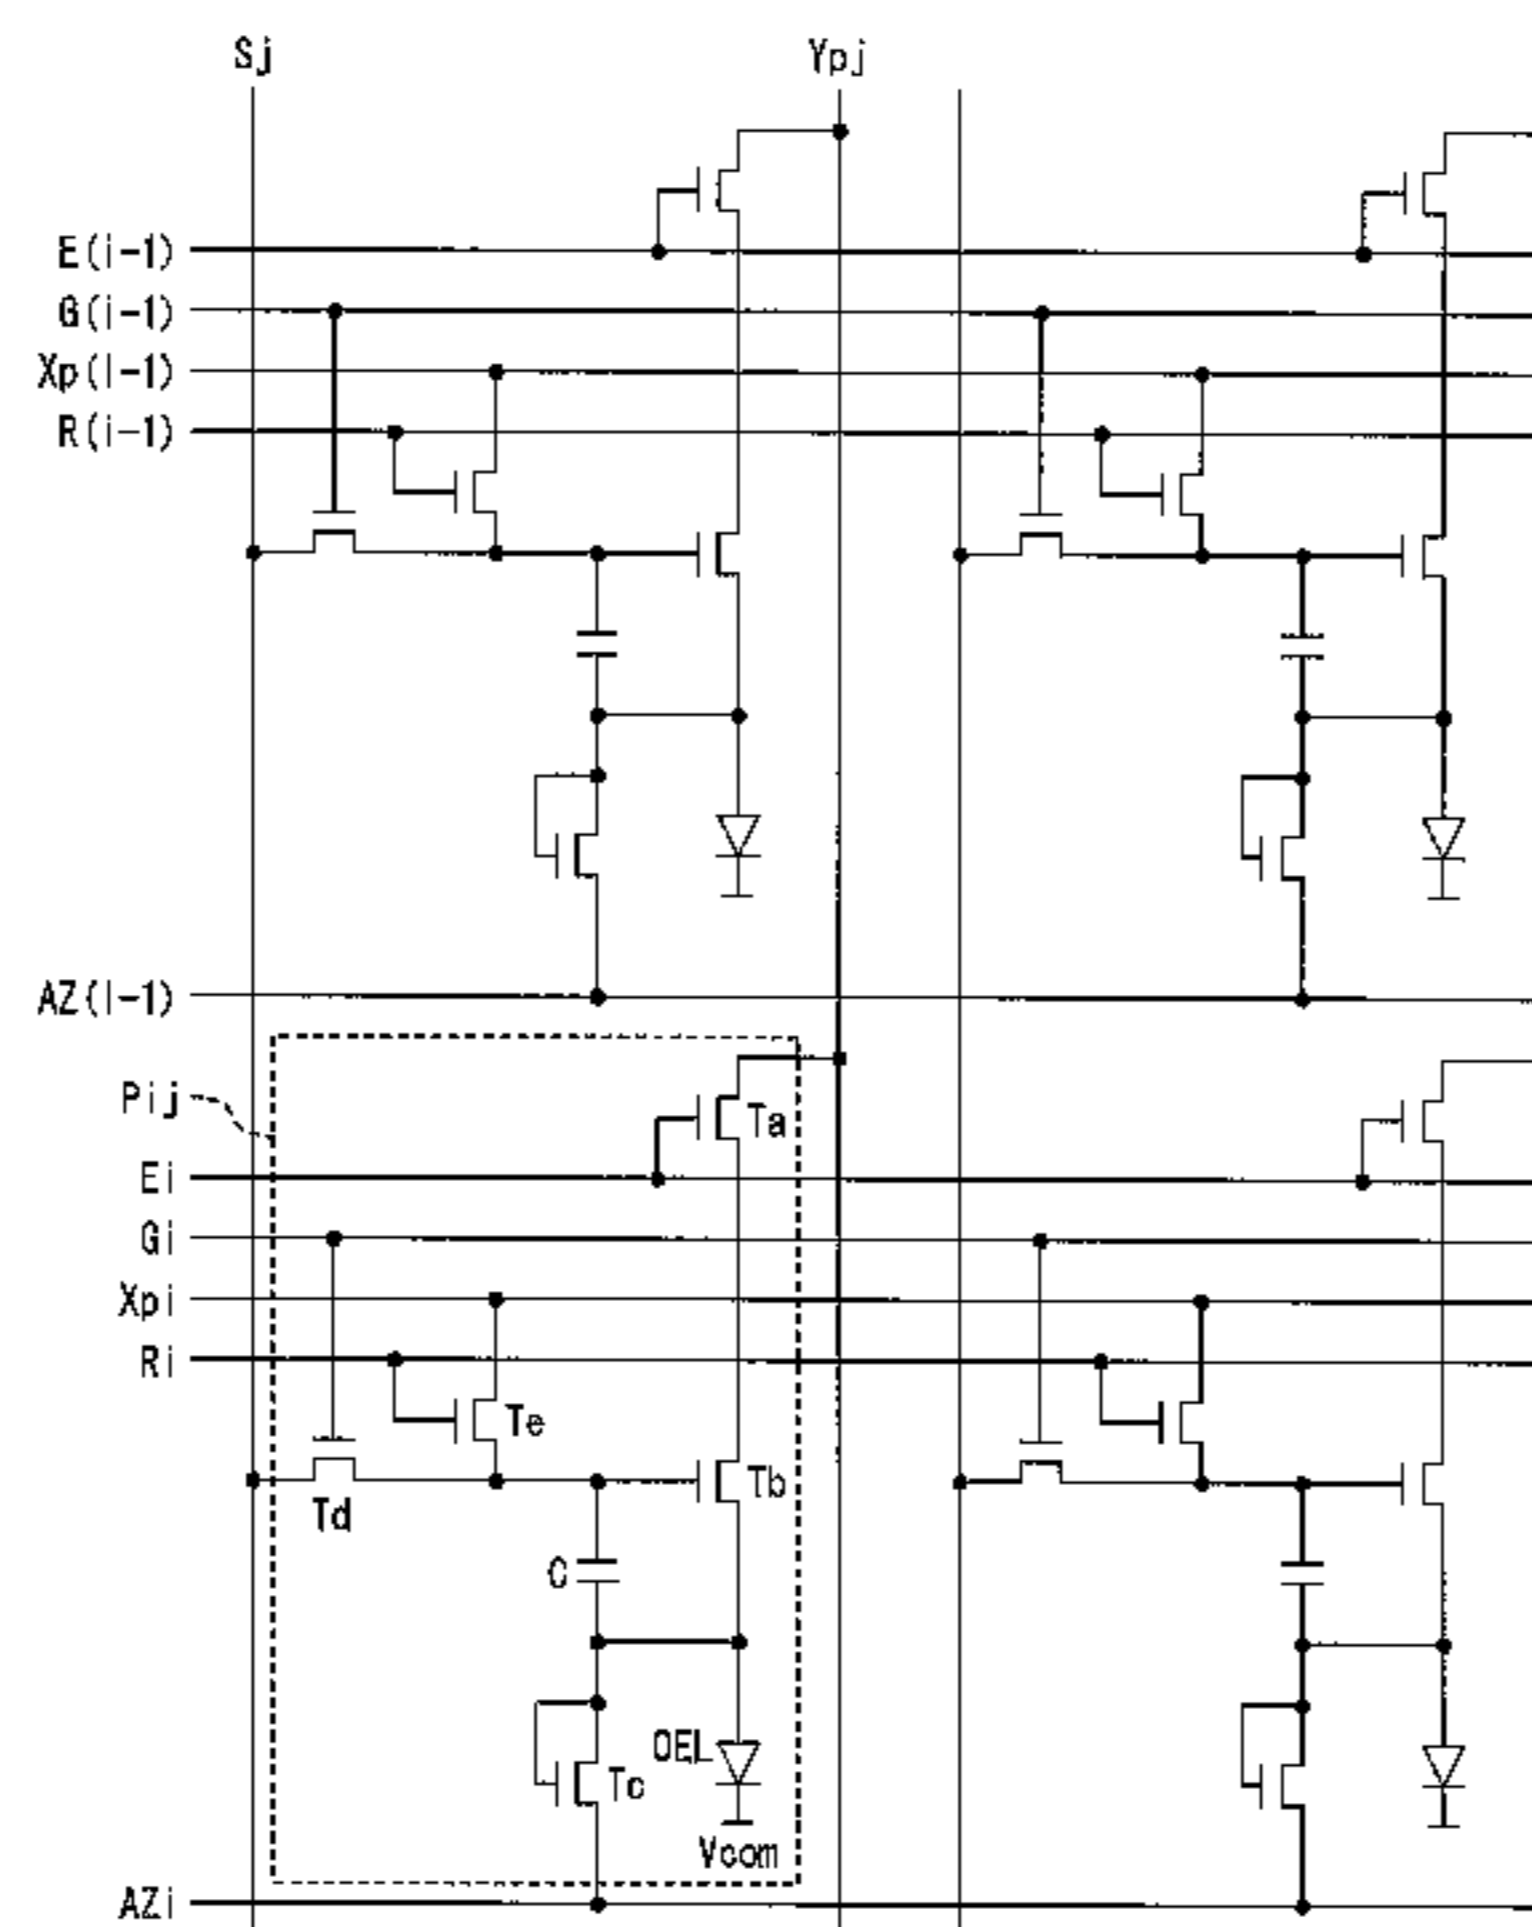 Sj Ypj
E(i-1)
G(i-1)
Xp(i-1)
R(i-1)
AZ(i-1)
Pij
Ta
Ei
Gi
Xpi
Ri
Te
Tb
Td
C
OEL
Tc
Vcom
AZi